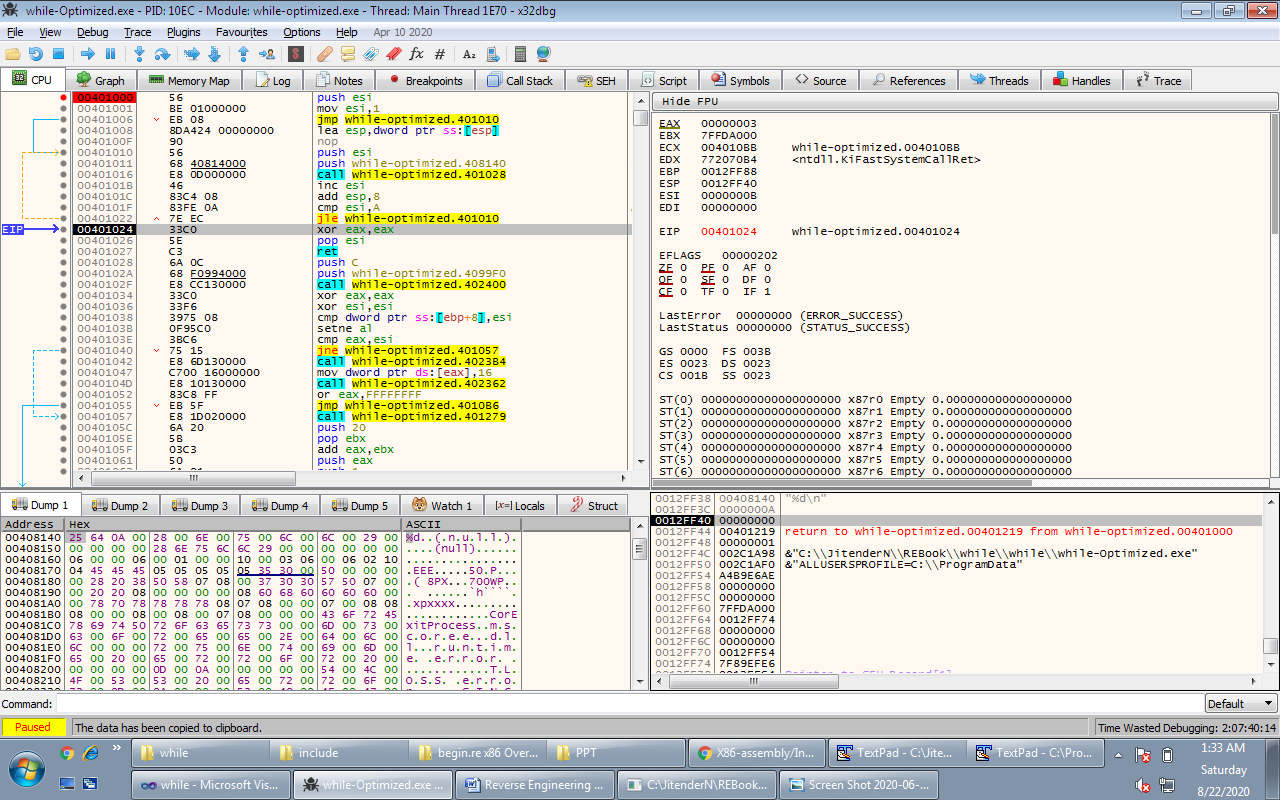 while-Optimized.exe - PID: 10EC - Module: while-optimized.exe - Thread: Main Thread 1E70 - x32dbg
File View Debug Trace Plugins Favourites Options Help Apr 10 2020
CPU Graph Memory Map Log Notes Breakpoints Call Stack SEH Script Symbols Source References Threads Handles Trace
00401000 56 push esi
00401001 BE 01000000 mov esi,1
00401006 EB 08 jmp while-optimized.401010
00401008 8DA424 00000000 lea esp,dword ptr ss:[esp]
0040100F 90 nop
00401010 56 push esi
00401011 68 40814000 push while-optimized.408140
00401016 E8 0D000000 call while-optimized.401028
0040101B 46 inc esi
0040101C 83C4 08 add esp,8
0040101F 83FE 0A cmp esi,A
00401022 7E EC jle while-optimized.401010
EIP 00401024 33C0 xor eax,eax
00401026 5E pop esi
00401027 C3 ret
00401028 6A 0C push C
0040102A 68 F0994000 push while-optimized.4099F0
0040102F E8 CC130000 call while-optimized.402400
00401034 33C0 xor eax,eax
00401036 33F6 xor esi,esi
00401038 3975 08 cmp dword ptr ss:[ebp+8],esi
0040103B 0F95C0 setne al
0040103E 3BC6 cmp eax,esi
00401040 75 15 jne while-optimized.401057
00401042 E8 6D130000 call while-optimized.4023B4
00401047 C700 16000000 mov dword ptr ds:[eax],16
0040104D E8 10130000 call while-optimized.402362
00401052 83C8 FF or eax,FFFFFFFF
00401055 EB 5F jmp while-optimized.4010B6
00401057 E8 1D020000 call while-optimized.401279
0040105C 6A 20 push 20
0040105E 5B pop ebx
0040105F 03C3 add eax,ebx
00401061 50 push eax
Hide FPU
EAX 00000003
EBX 7FFDA000
ECX 004010BB while-optimized.004010BB
EDX 772070B4 <ntdll.KiFastSystemCallRet>
EBP 0012FF88
ESP 0012FF40
ESI 0000000B
EDI 00000000
EIP 00401024 while-optimized.00401024
EFLAGS 00000202
ZF 0 PF 0 AF 0
OF 0 SF 0 DF 0
CF 0 TF 0 IF 1
LastError 00000000 (ERROR_SUCCESS)
LastStatus 00000000 (STATUS_SUCCESS)
GS 0000 FS 003B
ES 0023 DS 0023
CS 001B SS 0023
ST(0) 00000000000000000000 x87r0 Empty 0.000000000000000000
ST(1) 00000000000000000000 x87r1 Empty 0.000000000000000000
ST(2) 00000000000000000000 x87r2 Empty 0.000000000000000000
ST(3) 00000000000000000000 x87r3 Empty 0.000000000000000000
ST(4) 00000000000000000000 x87r4 Empty 0.000000000000000000
ST(5) 00000000000000000000 x87r5 Empty 0.000000000000000000
ST(6) 00000000000000000000 x87r6 Empty 0.000000000000000000
Dump 1 Dump 2 Dump 3 Dump 4 Dump 5 Watch 1 [x=] Locals Struct
Address Hex ASCII
00408140 25 64 0A 00 28 00 6E 00 75 00 6C 00 6C 00 29 00 %d..(.n.u.l.l.).
00408150 00 00 00 00 28 6E 75 6C 6C 29 00 00 00 00 00 00 ....(null)......
00408160 06 00 00 06 00 01 00 00 10 00 03 06 00 06 02 10 ................
00408170 04 45 45 45 05 05 05 05 05 35 30 00 50 00 00 00 .EEE.....50.P...
00408180 00 28 20 38 50 58 07 08 00 37 30 30 57 50 07 00 .( 8PX...700WP..
00408190 00 20 20 08 00 00 00 00 08 60 68 60 60 60 60 00 .  ......`h````.
004081A0 00 78 70 78 78 78 78 08 07 08 00 00 07 00 08 08 .xpxxxx.........
004081B0 08 00 00 08 00 08 00 07 08 00 00 00 43 6F 72 45 ............CorE
004081C0 78 69 74 50 72 6F 63 65 73 73 00 00 6D 00 73 00 xitProcess..m.s.
004081D0 63 00 6F 00 72 00 65 00 65 00 2E 00 64 00 6C 00 c.o.r.e.e...d.l.
004081E0 6C 00 00 00 72 00 75 00 6E 00 74 00 69 00 6D 00 l...r.u.n.t.i.m.
004081F0 65 00 20 00 65 00 72 00 72 00 6F 00 72 00 20 00 e. .e.r.r.o.r. .
00408200 00 00 00 00 0D 00 0A 00 00 00 00 00 54 00 4C 00 ............T.L.
00408210 4F 00 53 00 53 00 20 00 65 00 72 00 72 00 6F 00 O.S.S. .e.r.r.o.
0012FF38 00408140 "%d\n"
0012FF3C 0000000A
0012FF40 00000000
0012FF44 00401219 return to while-optimized.00401219 from while-optimized.00401000
0012FF48 00000001
0012FF4C 002C1A98 &"C:\\JitenderN\\REBook\\while\\while\\while-Optimized.exe"
0012FF50 002C1AF0 &"ALLUSERSPROFILE=C:\\ProgramData"
0012FF54 A4B9E6AE
0012FF58 00000000
0012FF5C 00000000
0012FF60 7FFDA000
0012FF64 0012FF74
0012FF68 00000000
0012FF6C 00000000
0012FF70 0012FF54
0012FF74 7F89EFE6
Command:
Default
Paused The data has been copied to clipboard. Time Wasted Debugging: 2:07:40:14
while include begin.re x86 Over... PPT X86-assembly/In... TextPad - C:\Jite... TextPad - C:\Pro...
while - Microsoft Vis... while-Optimized.exe ... Reverse Engineering ... C:\JitenderN\REBook... Screen Shot 2020-06-...
1:33 AM
Saturday
8/22/2020